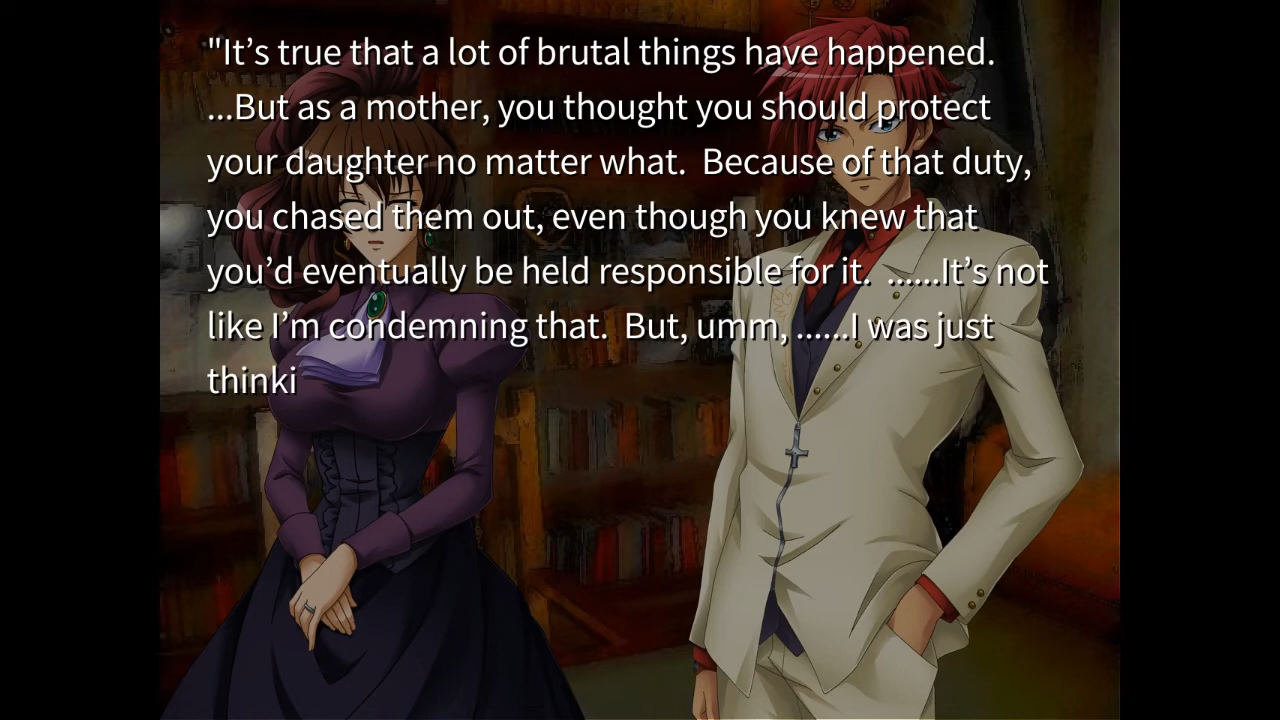 "It’s true that a lot of brutal things have happened.
...But as a mother, you thought you should protect
your daughter no matter what.  Because of that duty,
you chased them out, even though you knew that
you’d eventually be held responsible for it.  ......It’s not
like I’m condemning that.  But, umm, ......I was just
thinki